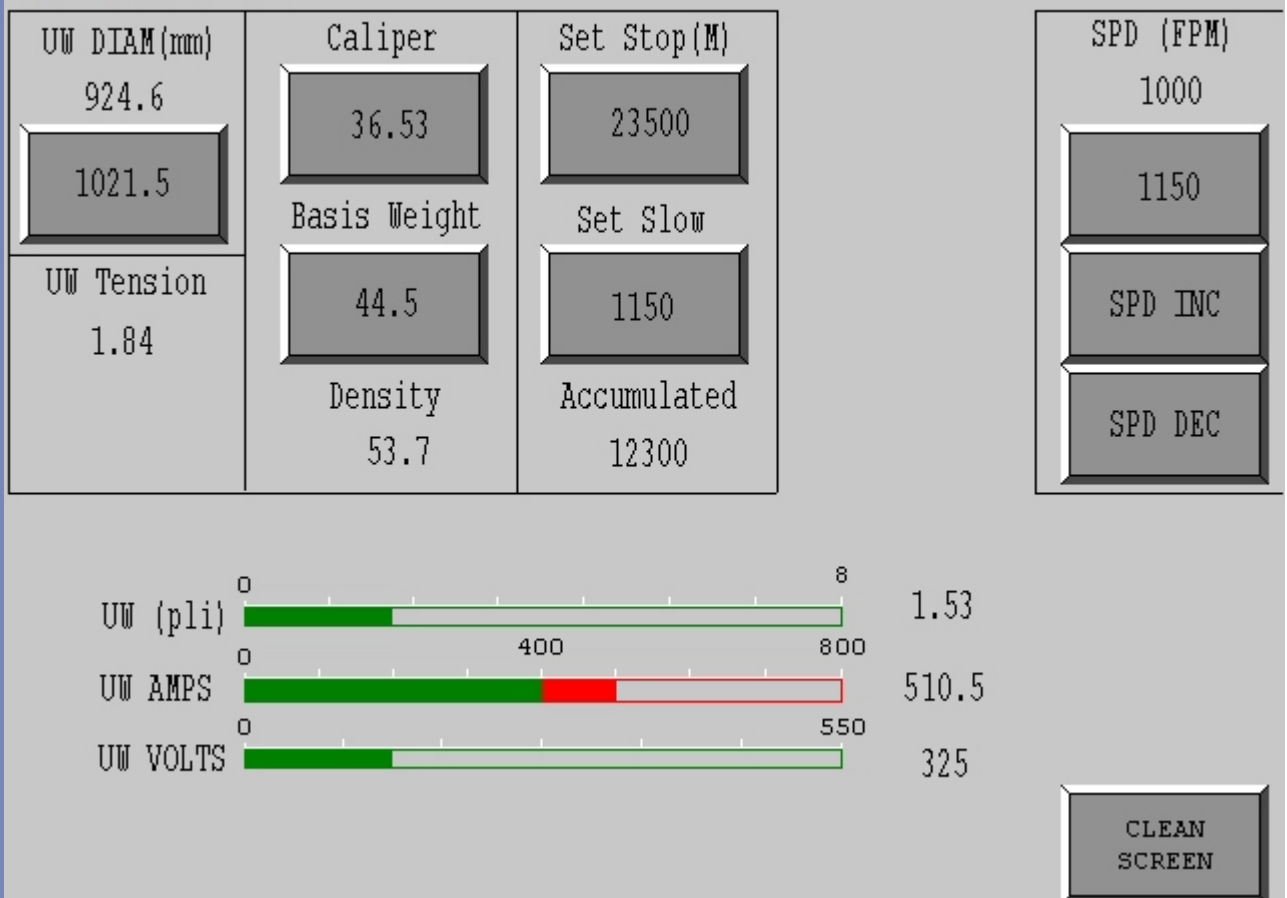 UW DIAM(mm)
924.6
1021.5
UW Tension
1.84
Caliper
36.53
Basis Weight
44.5
Density
53.7
Set Stop(M)
23500
Set Slow
1150
Accumulated
12300
SPD (FPM)
1000
1150
SPD INC
SPD DEC
0 8
UW (pli) 1.53
0 400 800
UW AMPS 510.5
0 550
UW VOLTS 325
CLEAN
SCREEN